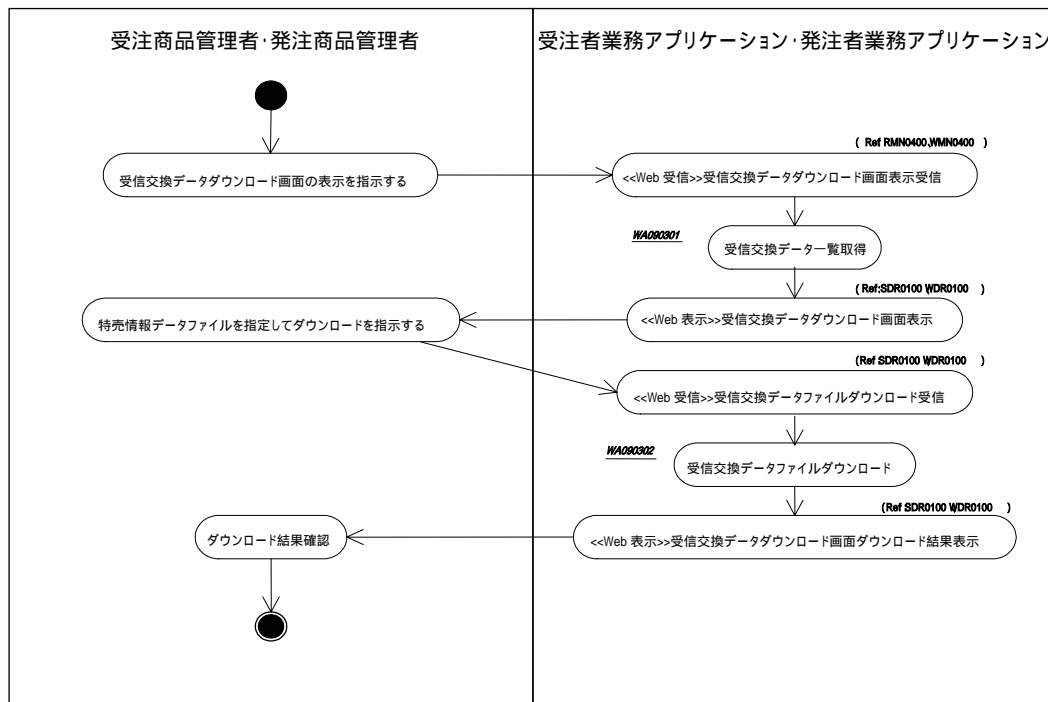 受注商品管理者・発注商品管理者
受注者業務アプリケーション・発注者業務アプリケーション
( Ref RMN0400,WMN0400 )
受信交換データダウンロード画面の表示を指示する
<<Web 受信>>受信交換データダウンロード画面表示受信
WA090301
受信交換データ一覧取得
( Ref;SDR0100 WDR0100 )
特売情報データファイルを指定してダウンロードを指示する
<<Web 表示>>受信交換データダウンロード画面表示
(Ref SDR0100 WDR0100 )
<<Web 受信>>受信交換データファイルダウンロード受信
WA090302
受信交換データファイルダウンロード
(Ref SDR0100 WDR0100 )
ダウンロード結果確認
<<Web 表示>>受信交換データダウンロード画面ダウンロード結果表示